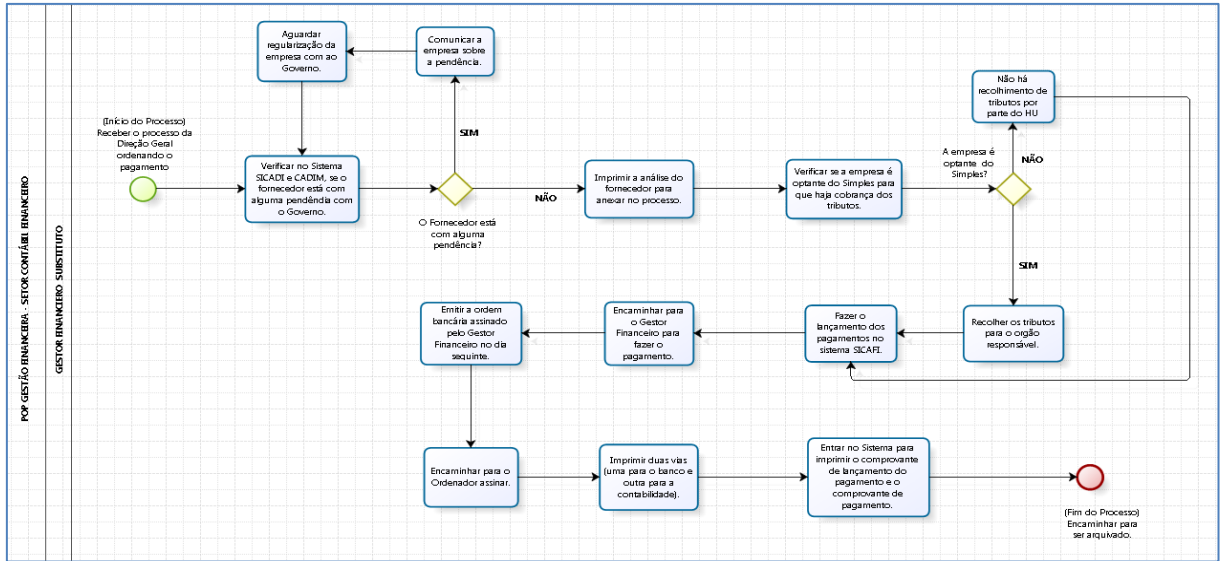 POP GESTÃO FINANCEIRA - SETOR CONTÁBIL FINANCEIRO
GESTOR FINANCIERO SUBSTITUTO
(Início do Processo)
Receber o processo da
Direção Geral
ordenando o
pagamento
Aguardar
regularização da
empresa com ao
Governo.
Comunicar a
empresa sobre
a pendência.
Verificar no Sistema
SICADI e CADIM, se o
fornecedor está com
alguma pendêndia com
o Governo.
SIM
NÃO
O Fornecedor está
com alguma
pendência?
Imprimir a análise do
fornecedor para
anexar no processo.
Verificar se a empresa é
optante do Simples para
que haja cobrança dos
tributos.
A empresa é
optante do
Simples?
NÃO
Não há
recolhimento de
tributos por
parte do HU
SIM
Recolher os tributos
para o orgão
responsável.
Fazer o
lançamento dos
pagamentos no
sistema SICAFI.
Encaminhar para
o Gestor
Financeiro para
fazer o
pagamento.
Emitir a ordem
bancária assinado
pelo Gestor
Financeiro no dia
seguinte.
Encaminhar para o
Ordenador assinar.
Imprimir duas vias
(uma para o banco e
outra para a
contabilidade).
Entrar no Sistema para
imprimir o comprovante
de lançamento do
pagamento e o
comprovante de
pagamento.
(Fim do Processo)
Encaminhar para
ser arquivado.